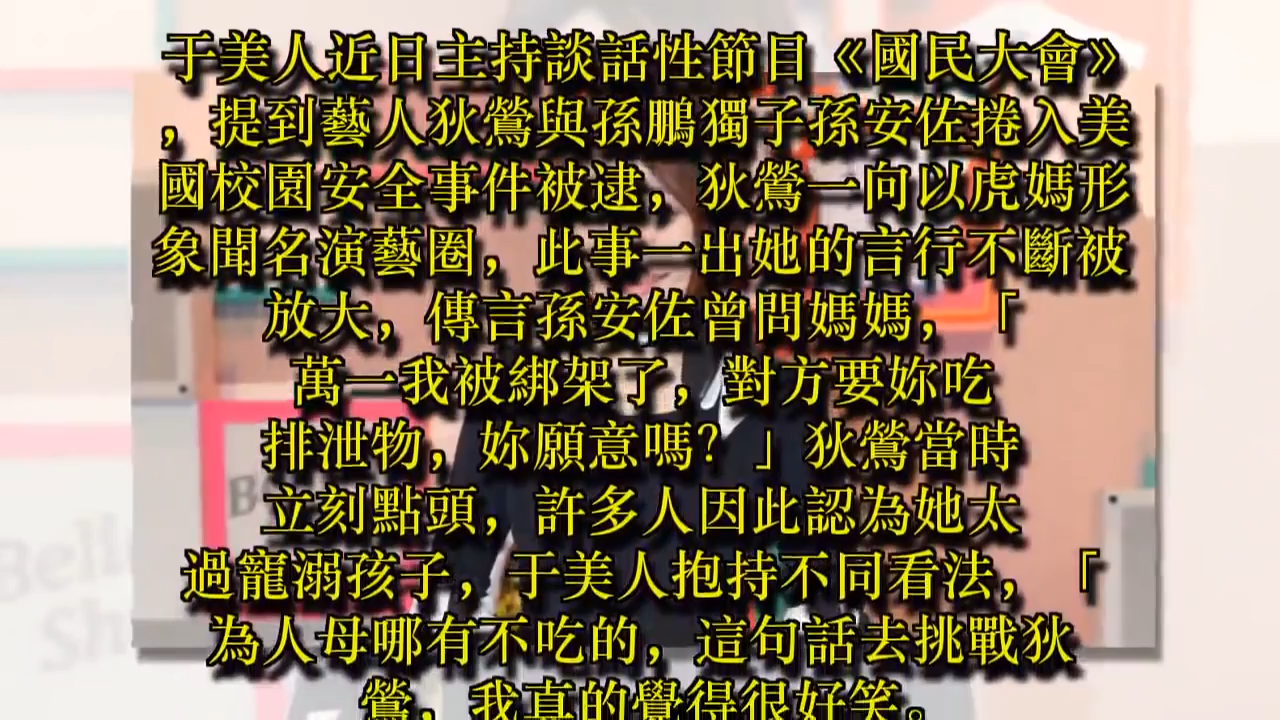 于美人近日主持談話性節目《國民大會》
，提到藝人狄鶯與孫鵬獨子孫安佐捲入美
國校園安全事件被逮，狄鶯一向以虎媽形
象聞名演藝圈，此事一出她的言行不斷被
放大，傳言孫安佐曾問媽媽，「
萬一我被綁架了，對方要妳吃
排泄物，妳願意嗎？」狄鶯當時
立刻點頭，許多人因此認為她太
過寵溺孩子，于美人抱持不同看法，「
為人母哪有不吃的，這句話去挑戰狄
鶯，我真的覺得很好笑。